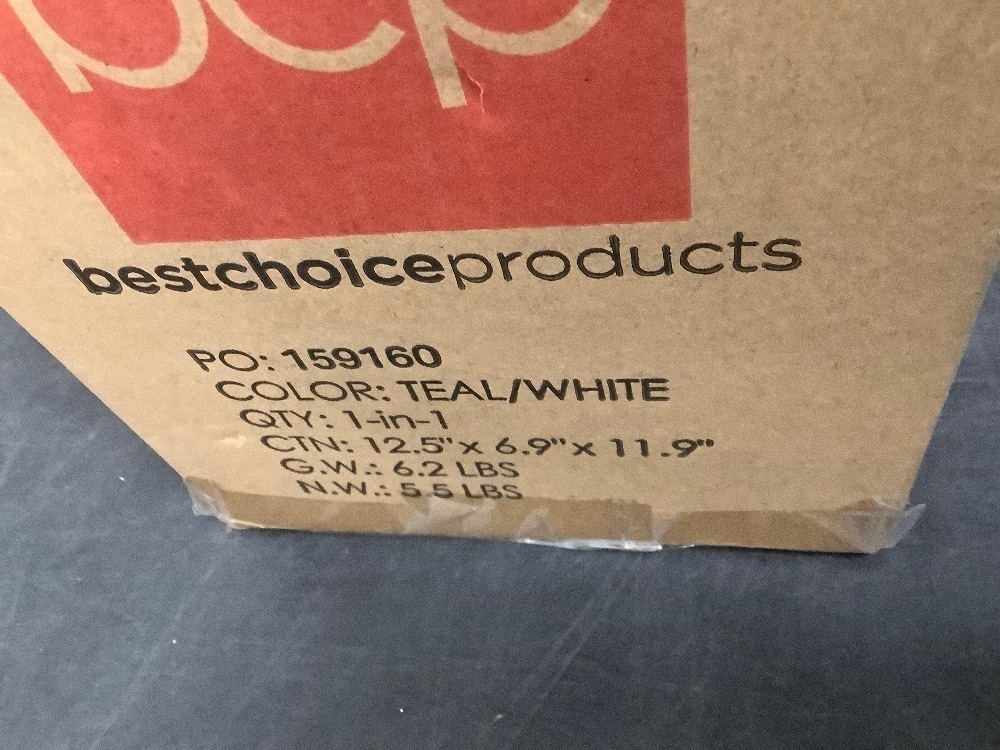 bcp
bestchoiceproducts
PO: 159160
COLOR: TEAL/WHITE
QTY: 1-in-1
CTN: 12.5"x 6.9"x 11.9"
G.W.: 6.2 LBS
N.W.: 5.5 LBS